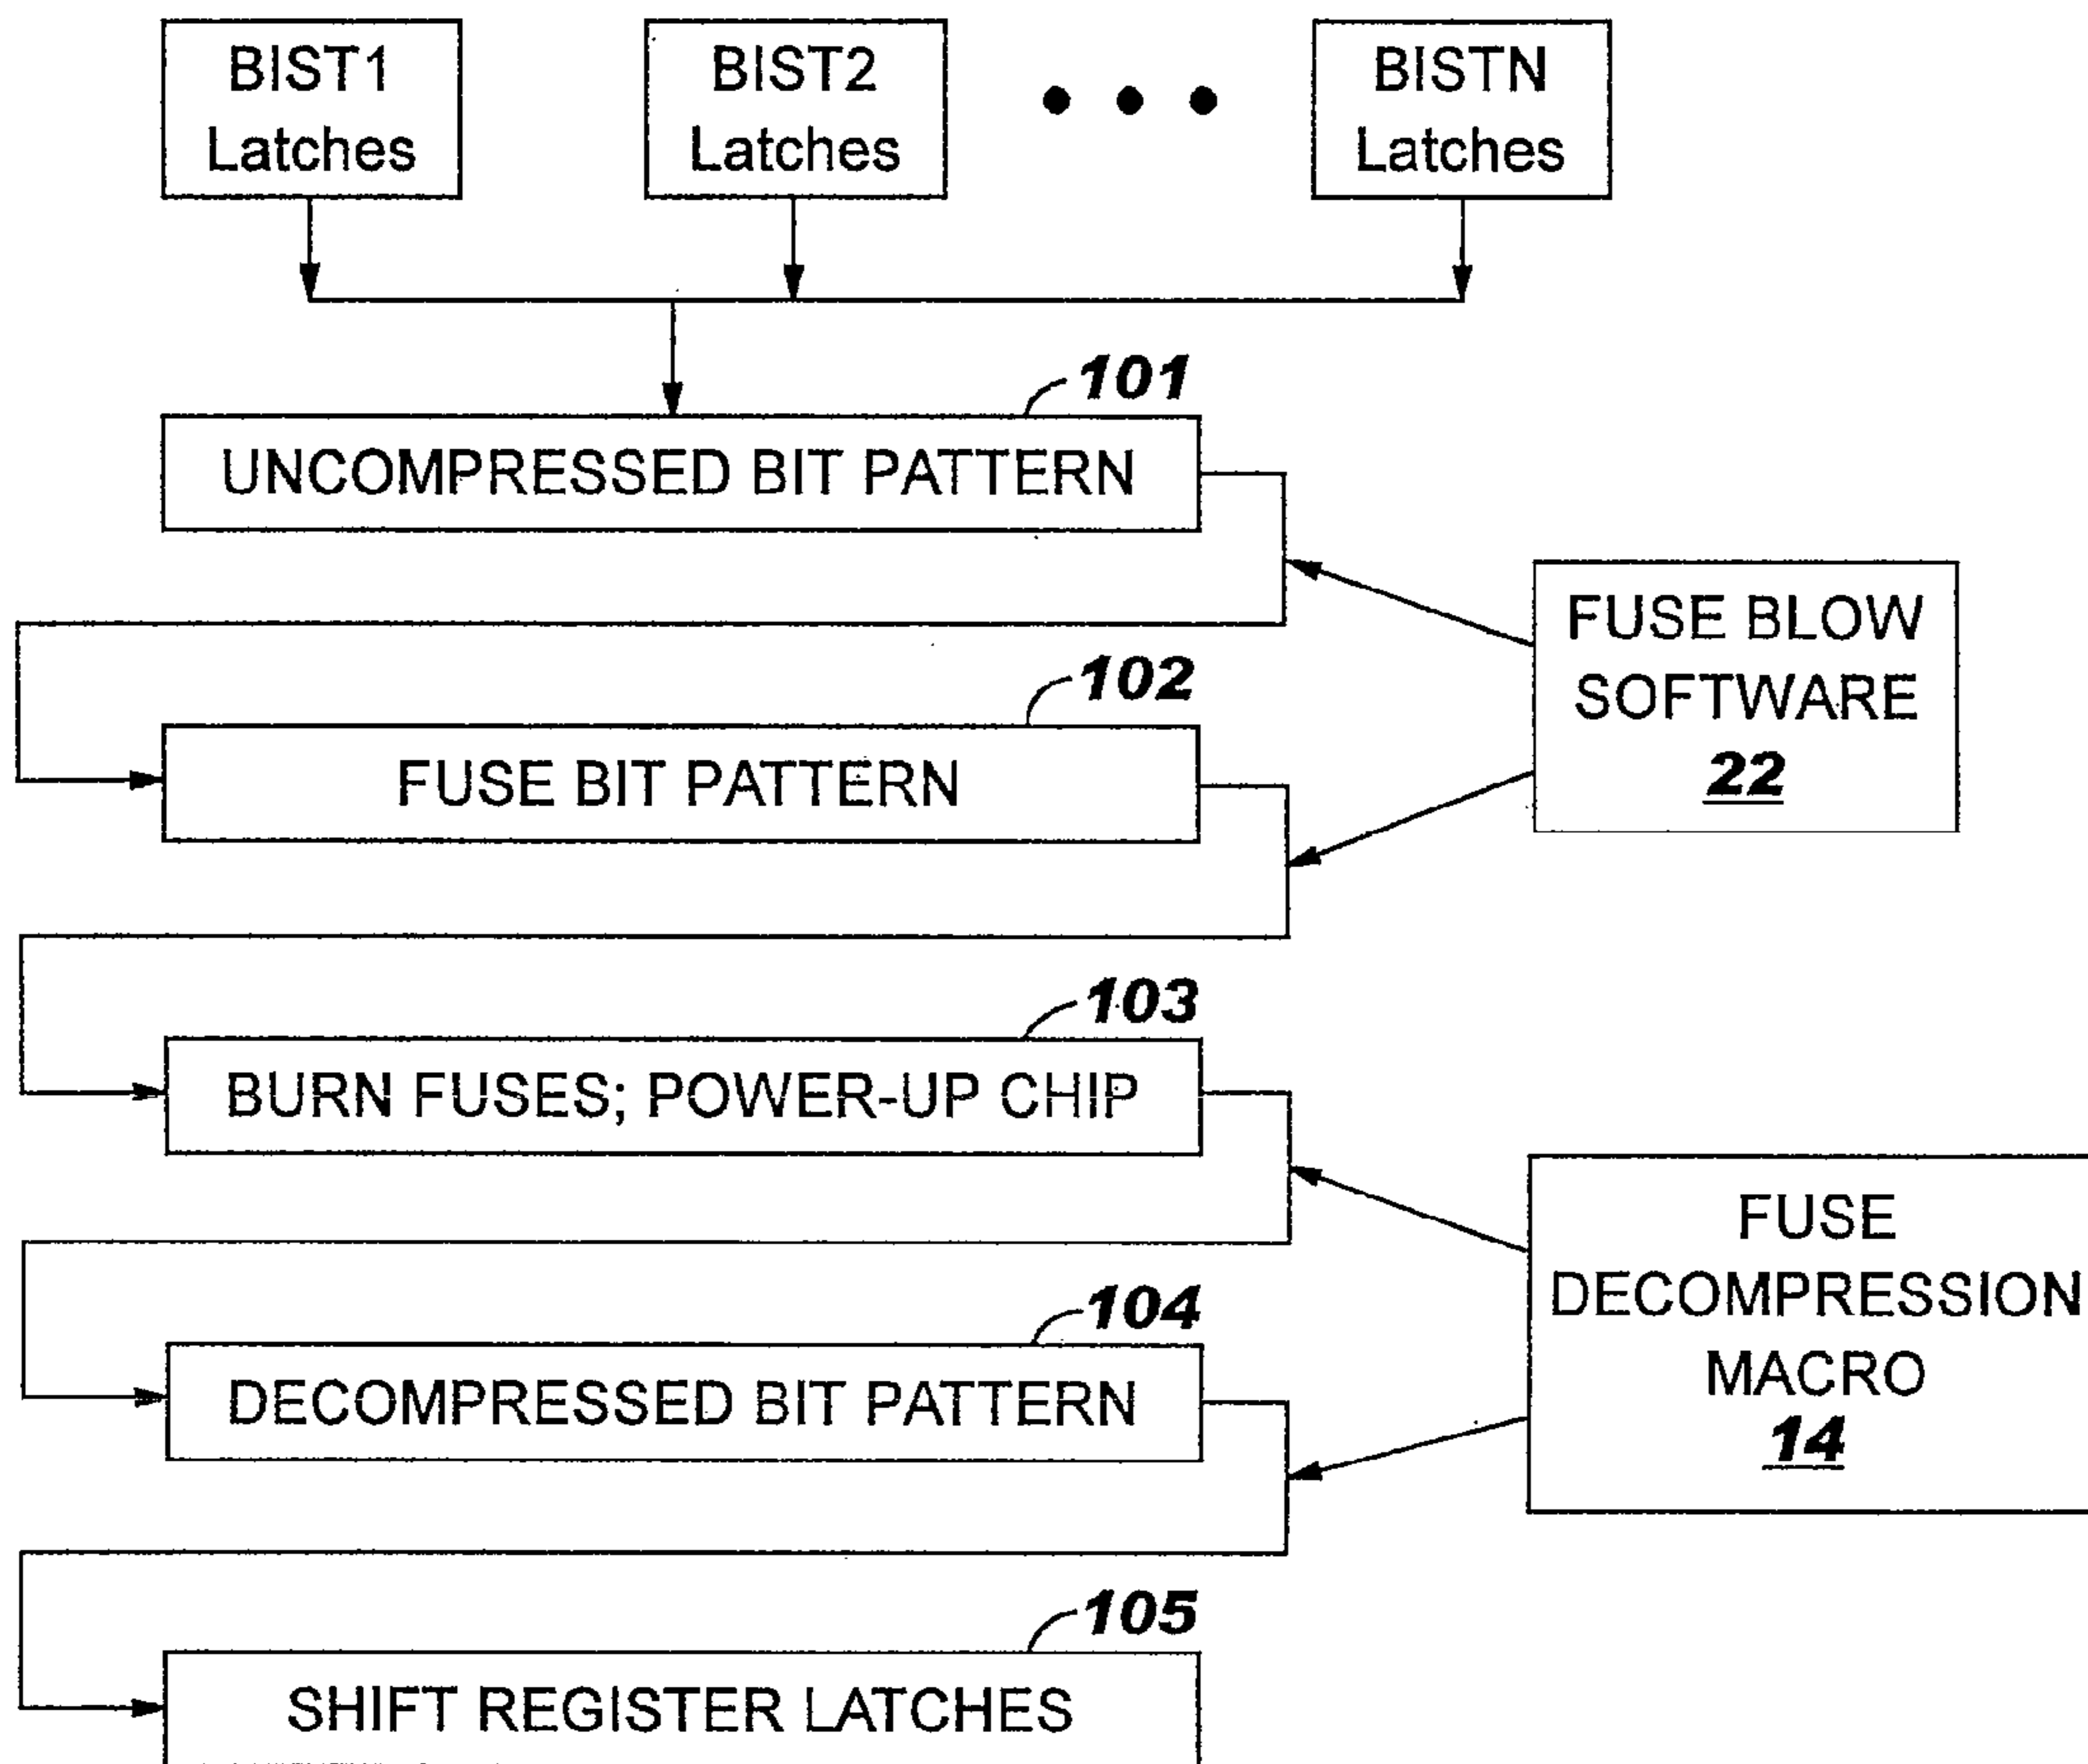 BIST1
Latches
BIST2
Latches
BISTN
Latches
101
UNCOMPRESSED BIT PATTERN
FUSE BLOW
SOFTWARE
22
102
FUSE BIT PATTERN
103
BURN FUSES; POWER-UP CHIP
FUSE
DECOMPRESSION
MACRO
14
104
DECOMPRESSED BIT PATTERN
105
SHIFT REGISTER LATCHES